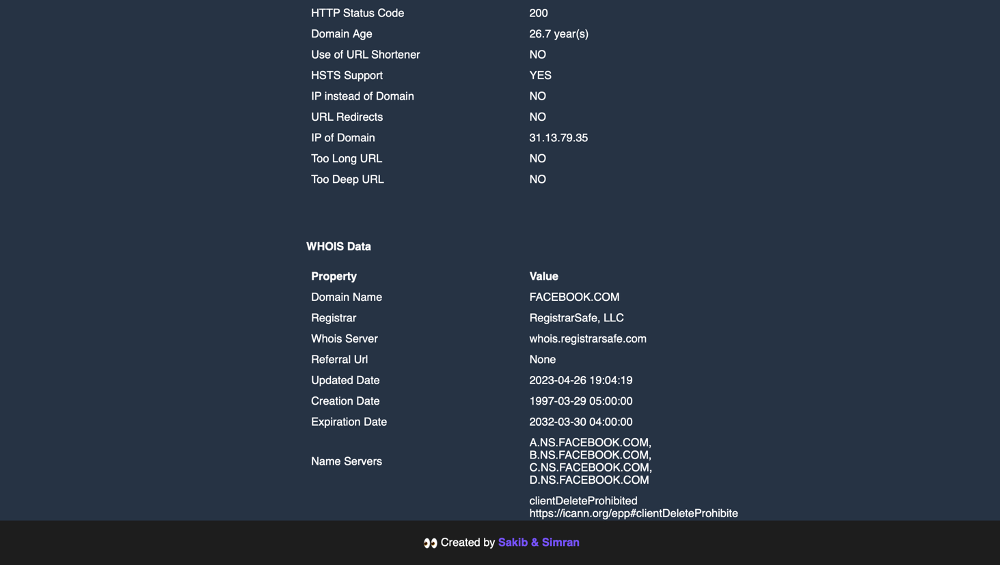 HTTP Status Code 200
Domain Age 26.7 year(s)
Use of URL Shortener NO
HSTS Support YES
IP instead of Domain NO
URL Redirects NO
IP of Domain 31.13.79.35
Too Long URL NO
Too Deep URL NO
WHOIS Data
Property Value
Domain Name FACEBOOK.COM
Registrar RegistrarSafe, LLC
Whois Server whois.registrarsafe.com
Referral Url None
Updated Date 2023-04-26 19:04:19
Creation Date 1997-03-29 05:00:00
Expiration Date 2032-03-30 04:00:00
Name Servers A.NS.FACEBOOK.COM,
B.NS.FACEBOOK.COM,
C.NS.FACEBOOK.COM,
D.NS.FACEBOOK.COM
clientDeleteProhibited
https://icann.org/epp#clientDeleteProhibite
👀 Created by Sakib & Simran